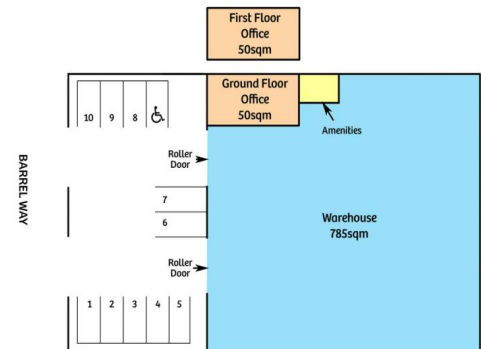 First Floor
Office
50sqm
Ground Floor
Office
50sqm
Amenities
10 9 8
Roller
Door
7
6
BARREL WAY
Warehouse
785sqm
Roller
Door
1 2 3 4 5